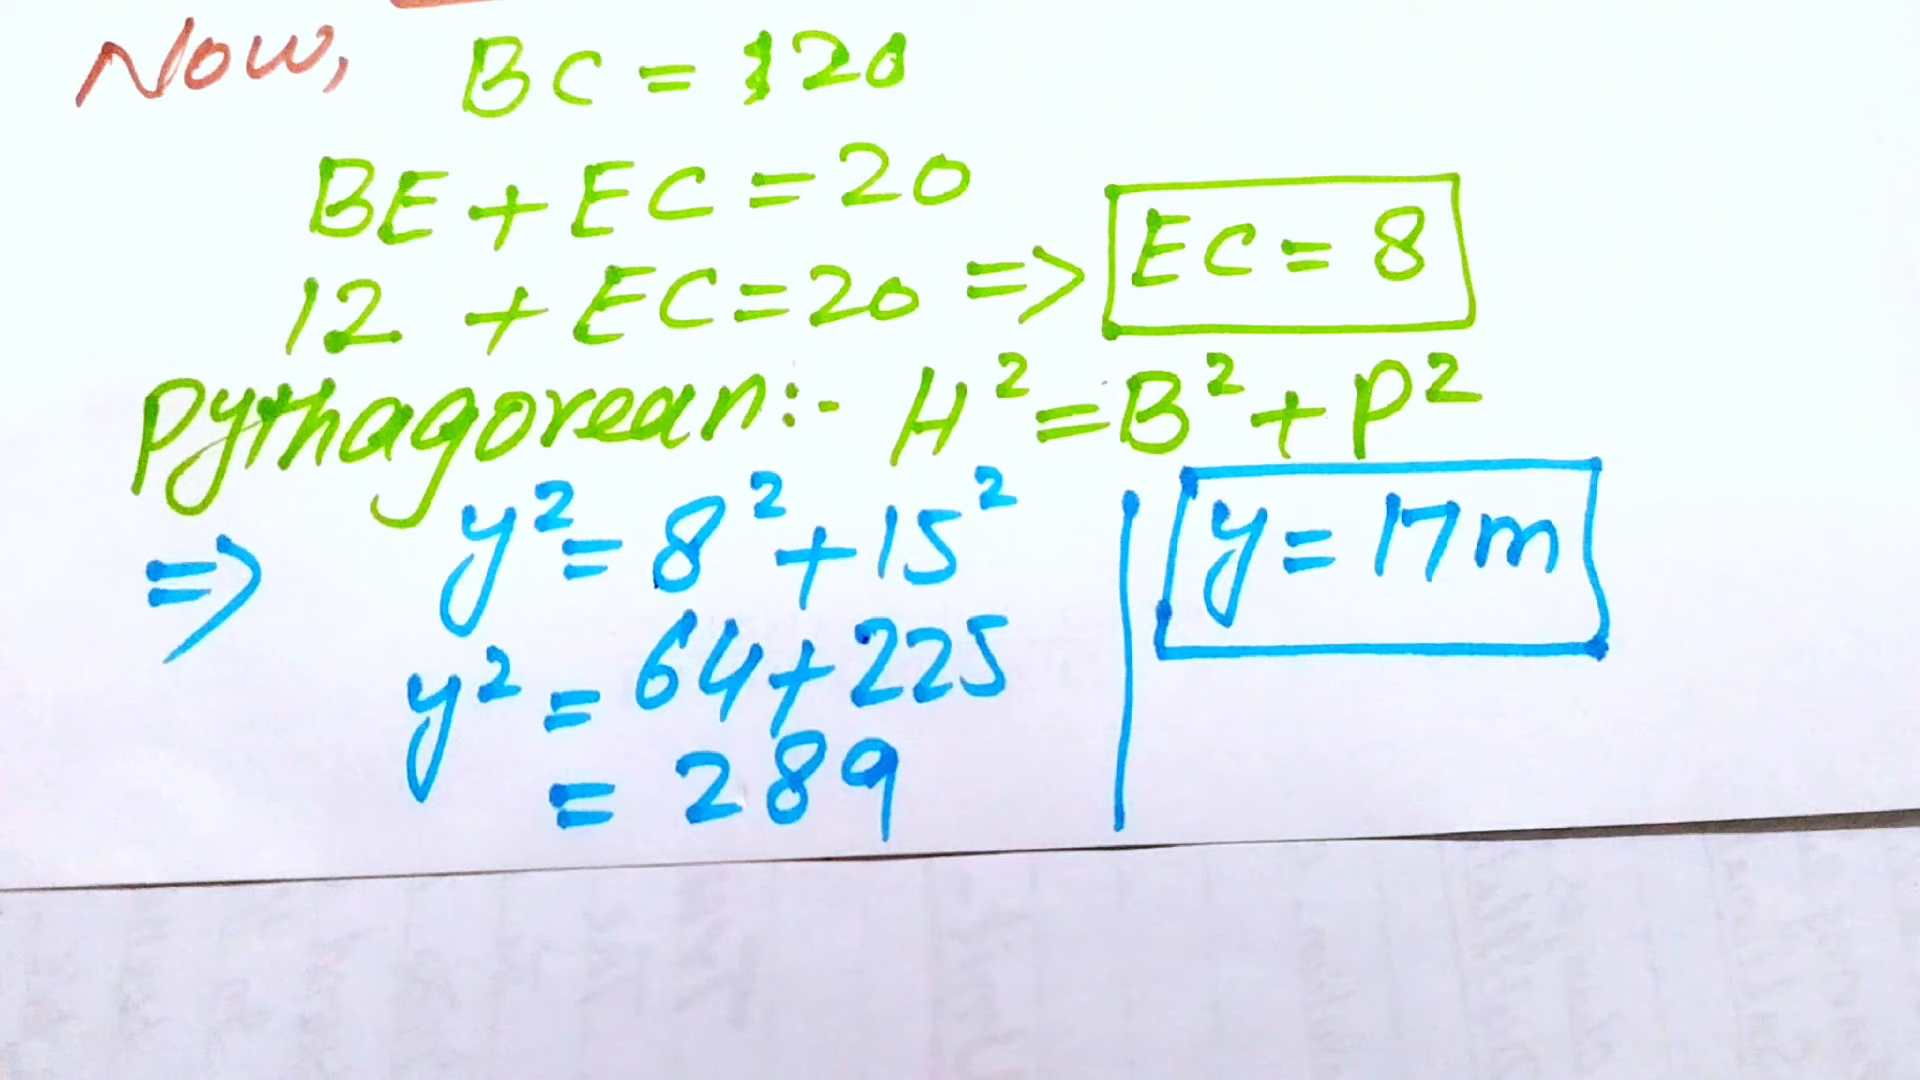 Now, BC = 20
BE + EC = 20
12 + EC = 20 => EC = 8
Pythagorean:- H² = B² + P²
=> y² = 8² + 15² | y = 17m
y² = 64 + 225
= 289